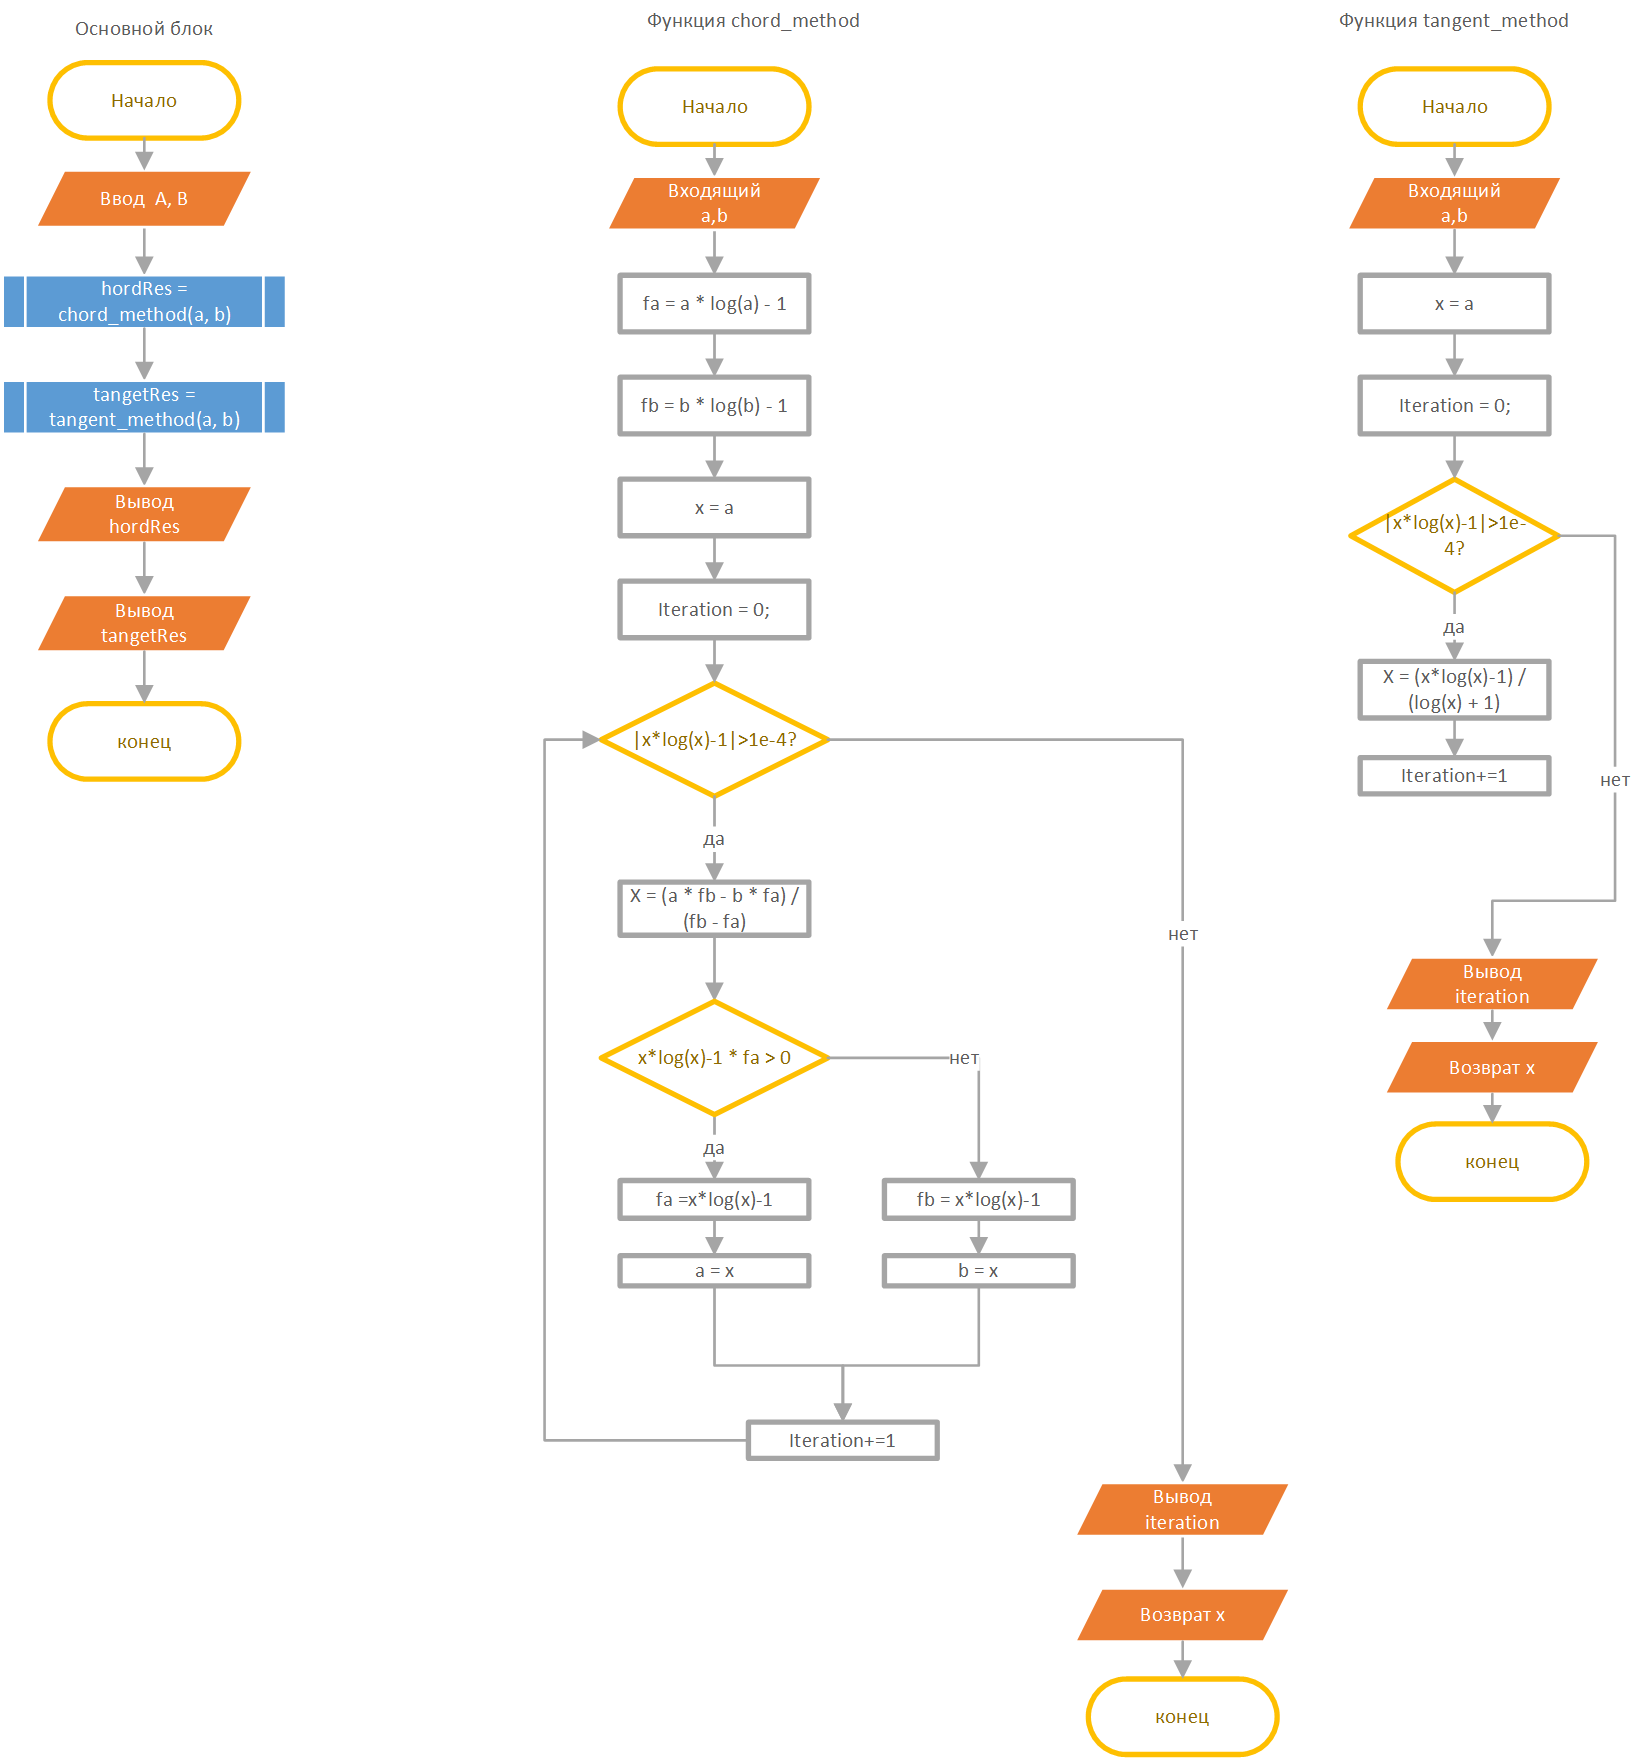 Основной блок
Начало
Ввод  A, B
hordRes =
chord_method(a, b)
tangetRes =
tangent_method(a, b)
Вывод
hordRes
Вывод
tangetRes
конец
Функция chord_method
Начало
Входящий
a,b
fa = a * log(a) - 1
fb = b * log(b) - 1
x = a
Iteration = 0;
|x*log(x)-1|>1e-4?
да
X = (a * fb - b * fa) /
(fb - fa)
x*log(x)-1 * fa > 0
нет
да
fa =x*log(x)-1
fb = x*log(x)-1
a = x
b = x
Iteration+=1
нет
Вывод
iteration
Возврат x
конец
Функция tangent_method
Начало
Входящий
a,b
x = a
Iteration = 0;
|x*log(x)-1|>1e-
4?
да
X = (x*log(x)-1) /
(log(x) + 1)
Iteration+=1
нет
Вывод
iteration
Возврат x
конец